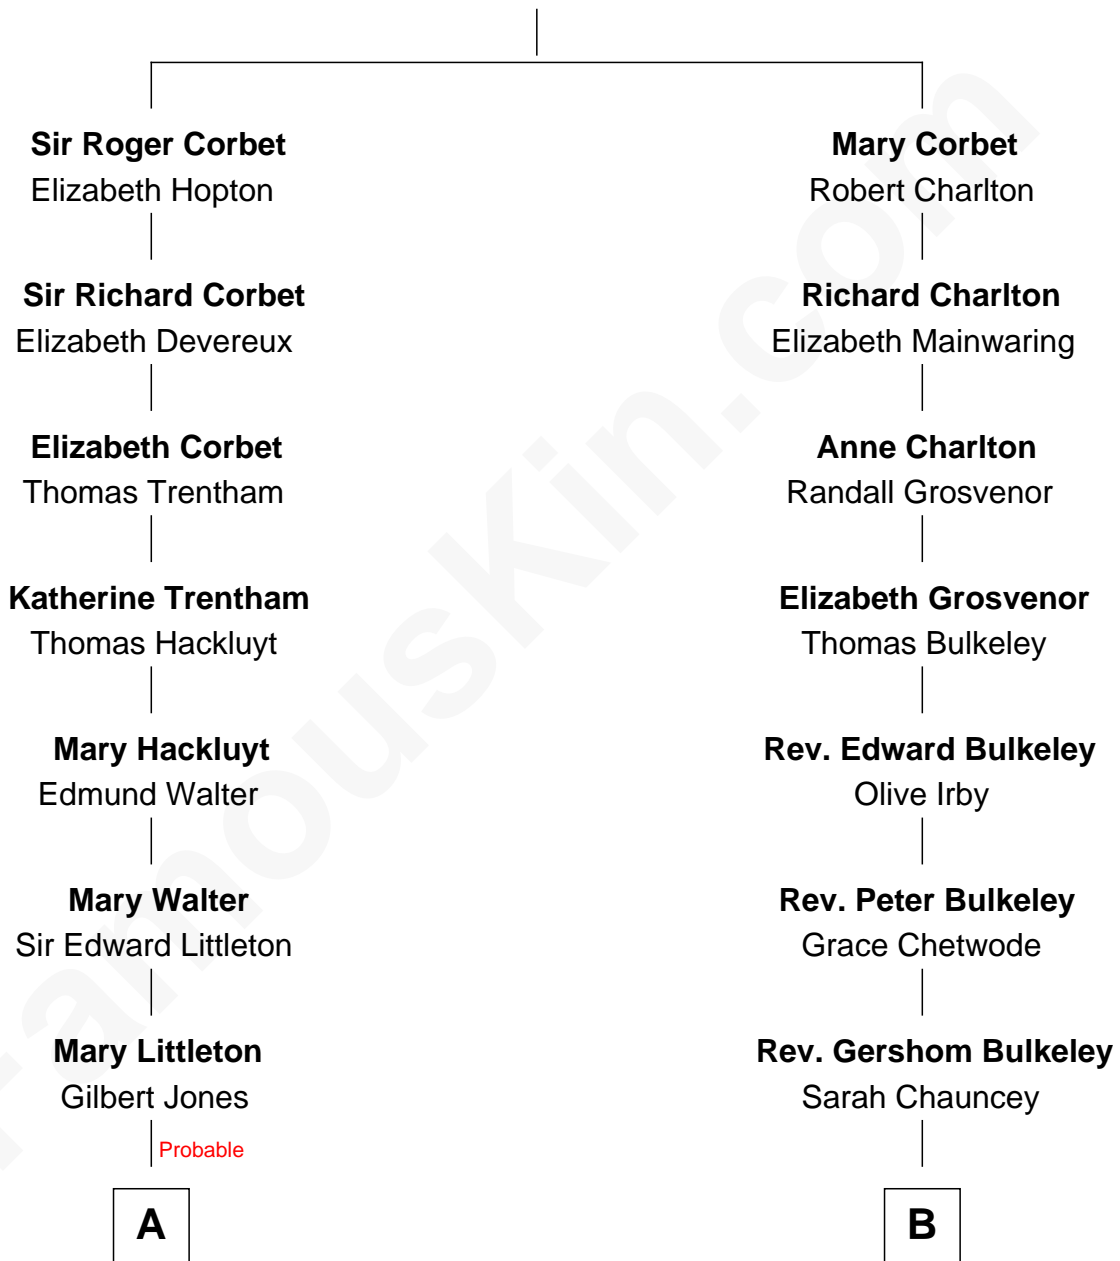 Sir Roger Corbet
Elizabeth Hopton
Sir Richard Corbet
Elizabeth Devereux
Elizabeth Corbet
Thomas Trentham
Katherine Trentham
Thomas Hackluyt
Mary Hackluyt
Edmund Walter
Mary Walter
Sir Edward Littleton
Mary Littleton
Gilbert Jones
Probable
A
Mary Corbet
Robert Charlton
Richard Charlton
Elizabeth Mainwaring
Anne Charlton
Randall Grosvenor
Elizabeth Grosvenor
Thomas Bulkeley
Rev. Edward Bulkeley
Olive Irby
Rev. Peter Bulkeley
Grace Chetwode
Rev. Gershom Bulkeley
Sarah Chauncey
B
FamousKin.com